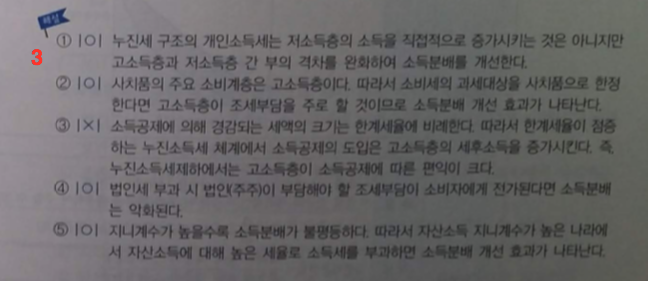 해설
3
① |O| 누진세 구조의 개인소득세는 저소득층의 소득을 직접적으로 증가시키는 것은 아니지만
고소득층과 저소득층 간 부의 격차를 완화하여 소득분배를 개선한다.
② |O| 사치품의 주요 소비계층은 고소득층이다. 따라서 소비세의 과세대상을 사치품으로 한정
한다면 고소득층이 조세부담을 주로 할 것이므로 소득분배 개선 효과가 나타난다.
③ |X| 소득공제에 의해 경감되는 세액의 크기는 한계세율에 비례한다. 따라서 한계세율이 점증
하는 누진소득세 체계에서 소득공제의 도입은 고소득층의 세후소득을 증가시킨다. 즉,
누진소득세제하에서는 고소득층이 소득공제에 따른 편익이 크다.
④ |O| 법인세 부과 시 법인(주주)이 부담해야 할 조세부담이 소비자에게 전가된다면 소득분배
는 악화된다.
⑤ |O| 지니계수가 높을수록 소득분배가 불평등하다. 따라서 자산소득 지니계수가 높은 나라에
서 자산소득에 대해 높은 세율로 소득세를 부과하면 소득분배 개선 효과가 나타난다.